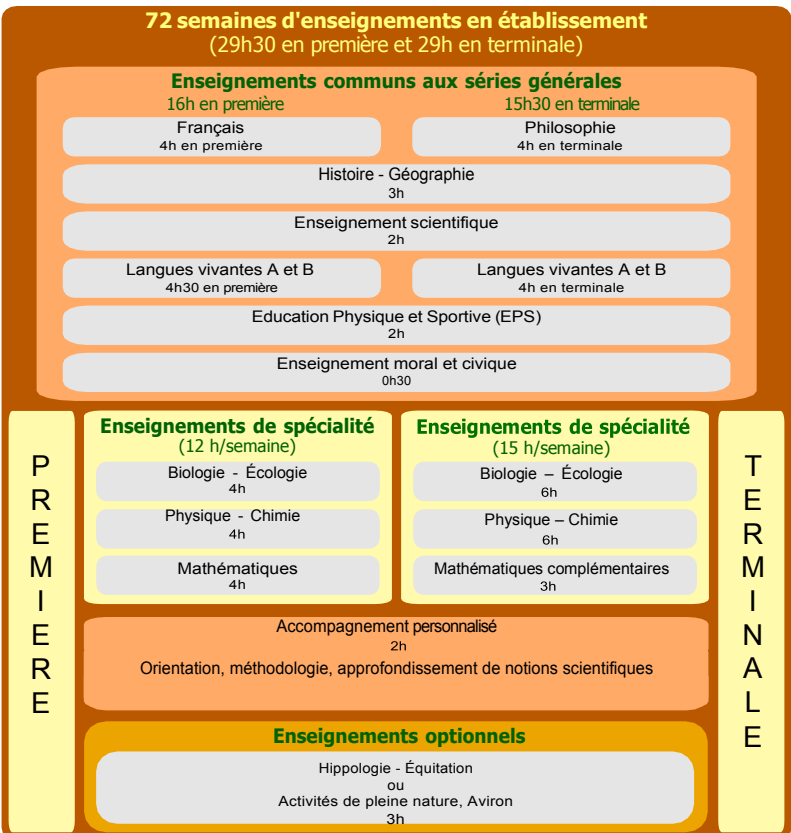 72 semaines d'enseignements en établissement
(29h30 en première et 29h en terminale)
Enseignements communs aux séries générales
16h en première
15h30 en terminale
Français
4h en première
Philosophie
4h en terminale
Histoire - Géographie
3h
Enseignement scientifique
2h
Langues vivantes A et B
4h30 en première
Langues vivantes A et B
4h en terminale
Education Physique et Sportive (EPS)
2h
Enseignement moral et civique
0h30
PREMIERE
Enseignements de spécialité
(12 h/semaine)
Biologie - Écologie
4h
Physique - Chimie
4h
Mathématiques
4h
Enseignements de spécialité
(15 h/semaine)
Biologie – Écologie
6h
Physique – Chimie
6h
Mathématiques complémentaires
3h
TERMINALE
Accompagnement personnalisé
2h
Orientation, méthodologie, approfondissement de notions scientifiques
Enseignements optionnels
Hippologie - Équitation
ou
Activités de pleine nature, Aviron
3h